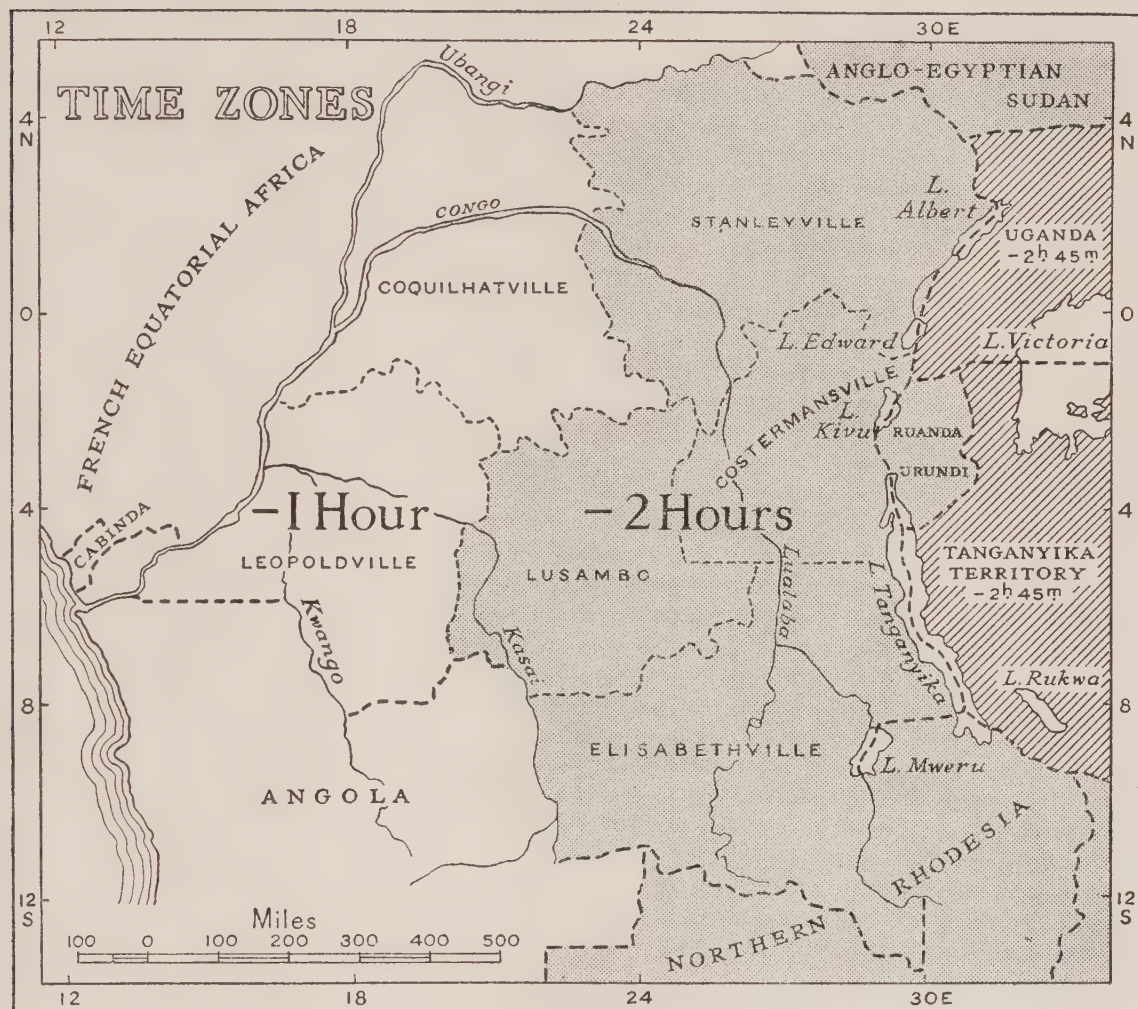 12 18 24 30E
TIME ZONES
Ubangi
ANGLO-EGYPTIAN
SUDAN
4
N
4
N
FRENCH EQUATORIAL AFRICA
CONGO
STANLEYVILLE
L.
Albert
UGANDA
-2h 45m
COQUILHATVILLE
0
0
L. Edward
L. Victoria
COSTERMANSVILLE
L.
Kivu
RUANDA
URUNDI
4
4
-1 Hour
-2 Hours
CABINDA
LEOPOLDVILLE
LUSAMBO
Lualaba
L. Tanganyika
TANGANYIKA
TERRITORY
-2h 45m
Kwango
Kasai
L. Rukwa
8
8
ELISABETHVILLE
L. Mweru
ANGOLA
NORTHERN RHODESIA
12
S
12
S
Miles
100 0 100 200 300 400 500
12 18 24 30E